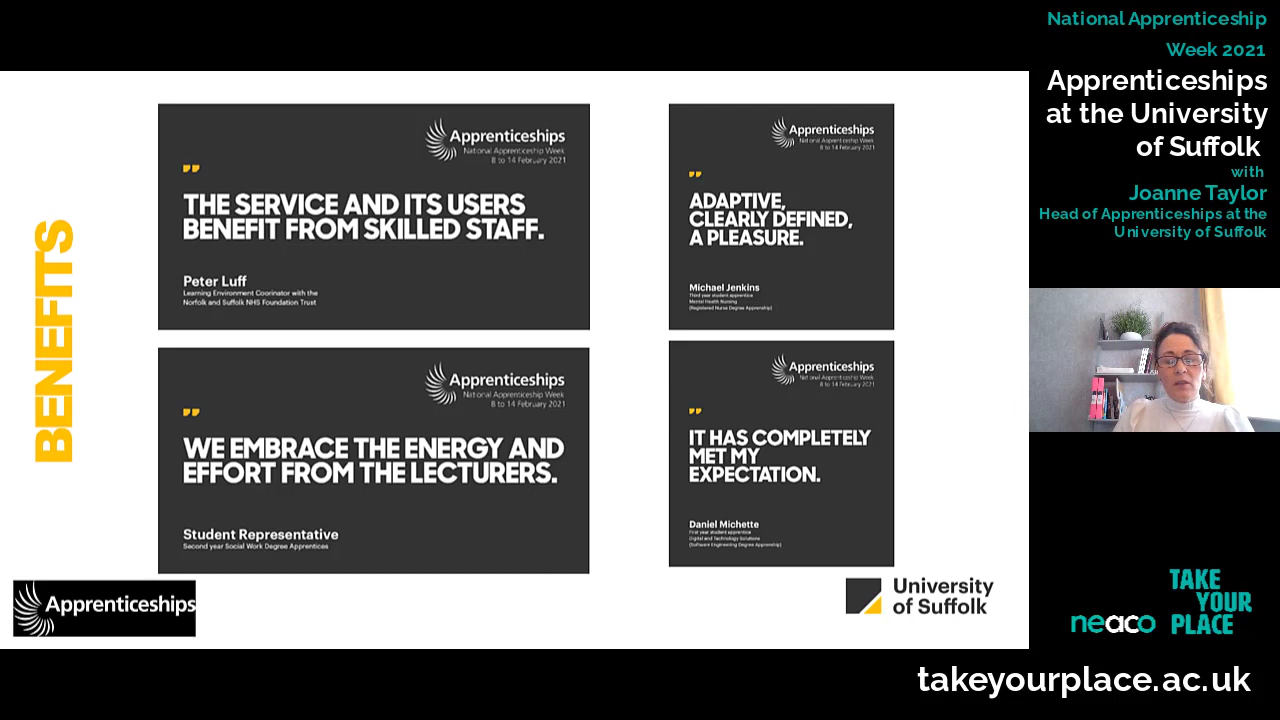 BENEFITS
Apprenticeships
National Apprenticeship Week
8 to 14 February 2021
THE SERVICE AND ITS USERS
BENEFIT FROM SKILLED STAFF.
Peter Luff
Learning Environment Coorinator with the
Norfolk and Suffolk NHS Foundation Trust
Apprenticeships
National Apprenticeship Week
8 to 14 February 2021
ADAPTIVE,
CLEARLY DEFINED,
A PLEASURE.
Michael Jenkins
Third year student apprentice
Mental Health Nursing
(Registered Nurse Degree Apprenship)
Apprenticeships
National Apprenticeship Week
8 to 14 February 2021
WE EMBRACE THE ENERGY AND
EFFORT FROM THE LECTURERS.
Student Representative
Second year Social Work Degree Apprentices
Apprenticeships
National Apprenticeship Week
8 to 14 February 2021
IT HAS COMPLETELY
MET MY
EXPECTATION.
Daniel Michette
First year student apprentice
Digital and Technology Solutions
(Software Engineering Degree Apprenship)
Apprenticeships
University
of Suffolk
National Apprenticeship
Week 2021
Apprenticeships
at the University
of Suffolk
with
Joanne Taylor
Head of Apprenticeships at the
University of Suffolk
neaco
TAKE
YOUR
PLACE
takeyourplace.ac.uk